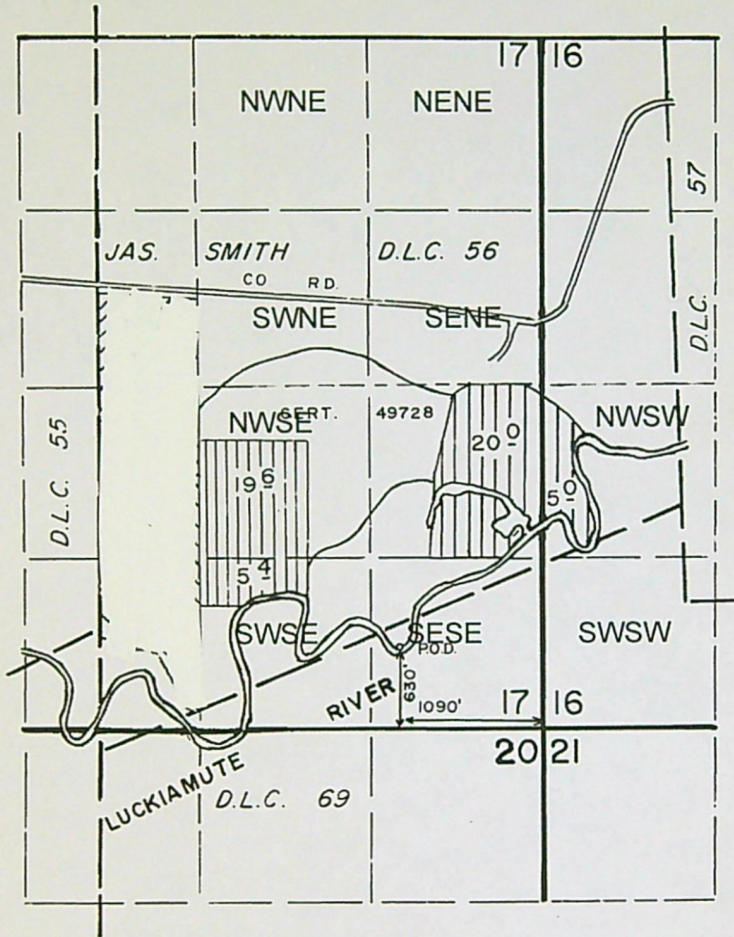 17 16
NWNE NENE
57
JAS. SMITH D.L.C. 56
CO RD.
SWNE SENE
D.L.C.
NWSE CERT. 49728 NWSW
20 0
D.L.C. 55
9 6
5 0
5 4
SWSE SESE SWSW
P.O.D.
630'
RIVER
1090' 17 16
20 21
LUCKIAMUTE
D.L.C. 69